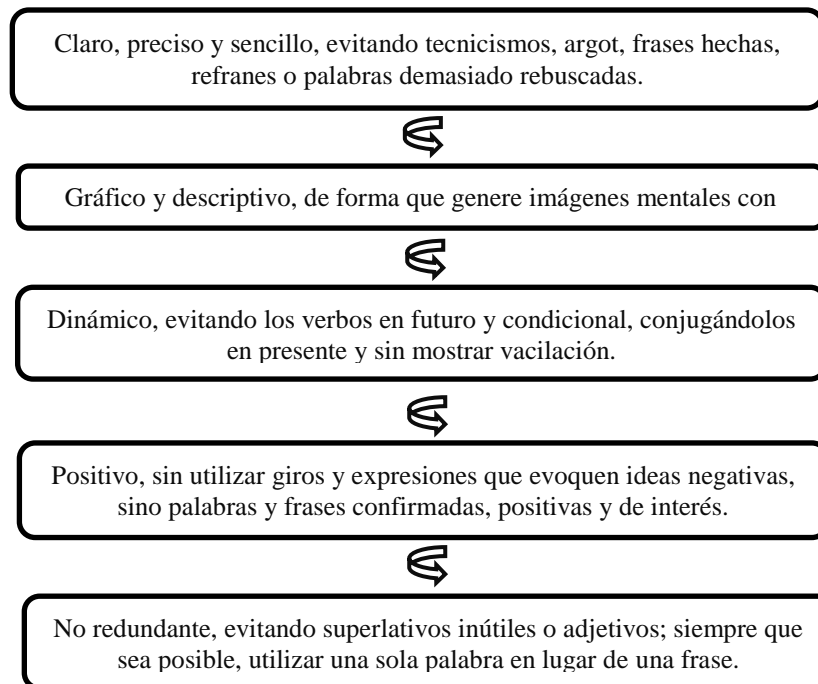 Claro, preciso y sencillo, evitando tecnicismos, argot, frases hechas,
refranes o palabras demasiado rebuscadas.
Gráfico y descriptivo, de forma que genere imágenes mentales con
Dinámico, evitando los verbos en futuro y condicional, conjugándolos
en presente y sin mostrar vacilación.
Positivo, sin utilizar giros y expresiones que evoquen ideas negativas,
sino palabras y frases confirmadas, positivas y de interés.
No redundante, evitando superlativos inútiles o adjetivos; siempre que
sea posible, utilizar una sola palabra en lugar de una frase.